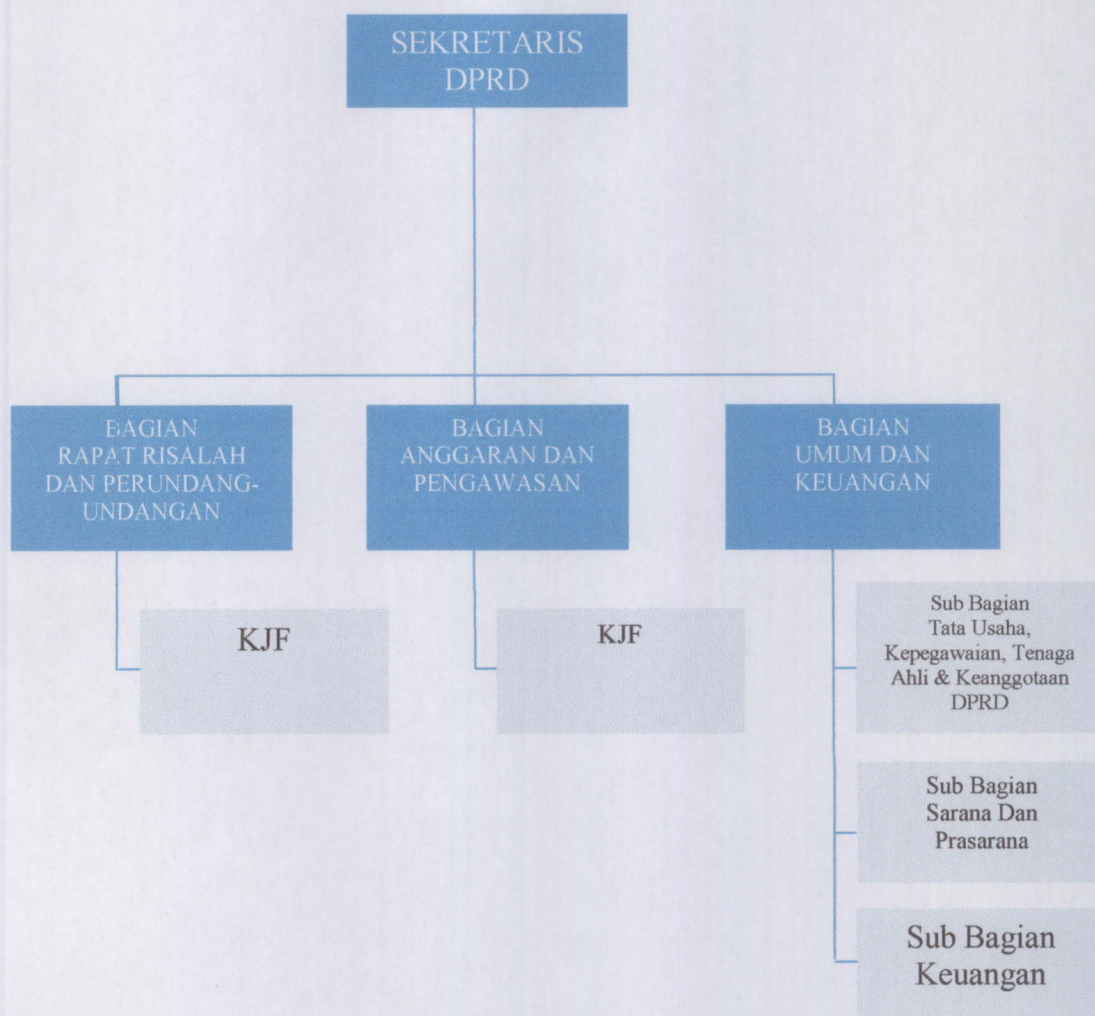 SEKRETARIS
DPRD
BAGIAN
RAPAT RISALAH
DAN PERUNDANG-
UNDANGAN
BAGIAN
ANGGARAN DAN
PENGAWASAN
BAGIAN
UMUM DAN
KEUANGAN
KJF
KJF
Sub Bagian
Tata Usaha,
Kepegawaian, Tenaga
Ahli & Keanggotaan
DPRD
Sub Bagian
Sarana Dan
Prasarana
Sub Bagian
Keuangan